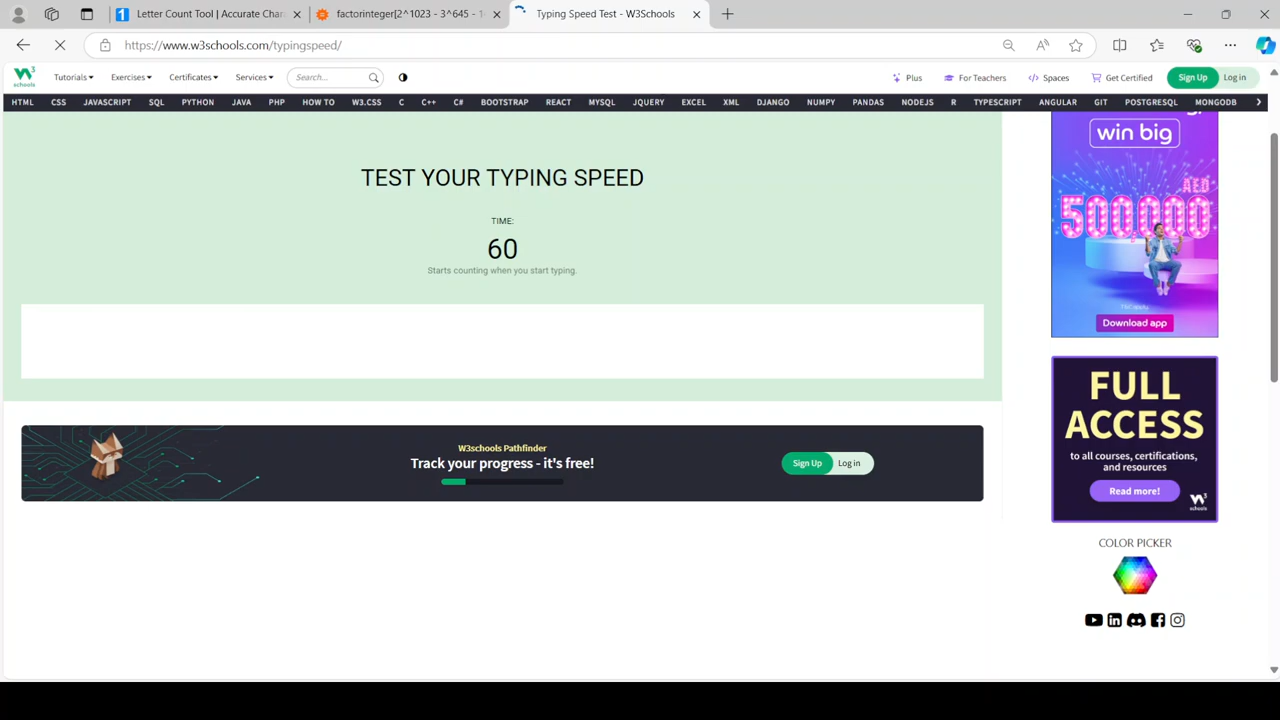 Letter Count Tool | Accurate Char
factorinteger[2^1023 - 3^645 - 1
Typing Speed Test - W3Schools
https://www.w3schools.com/typingspeed/
schools
Tutorials
Exercises
Certificates
Services
Search...
Plus
For Teachers
Spaces
Get Certified
Sign Up
Log in
HTML CSS JAVASCRIPT SQL PYTHON JAVA PHP HOW TO W3.CSS C C++ C# BOOTSTRAP REACT MYSQL JQUERY EXCEL XML DJANGO NUMPY PANDAS NODEJS R TYPESCRIPT ANGULAR GIT POSTGRESQL MONGODB
TEST YOUR TYPING SPEED
TIME:
60
Starts counting when you start typing.
W3schools Pathfinder
Track your progress - it's free!
Sign Up
Log in
win big
AED
500,000
Download app
FULL
ACCESS
to all courses, certifications,
and resources
Read more!
schools
COLOR PICKER